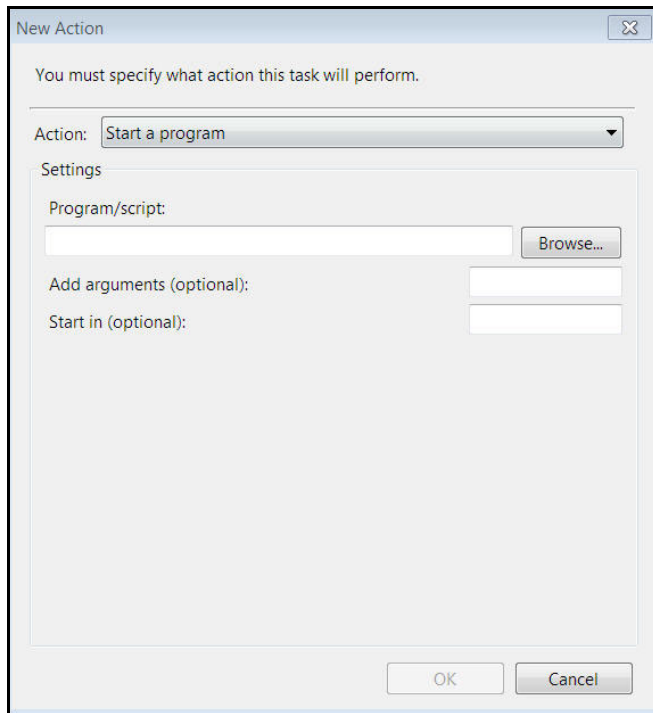 New Action
You must specify what action this task will perform.
Action: Start a program
Settings
Program/script:
Browse...
Add arguments (optional):
Start in (optional):
OK Cancel